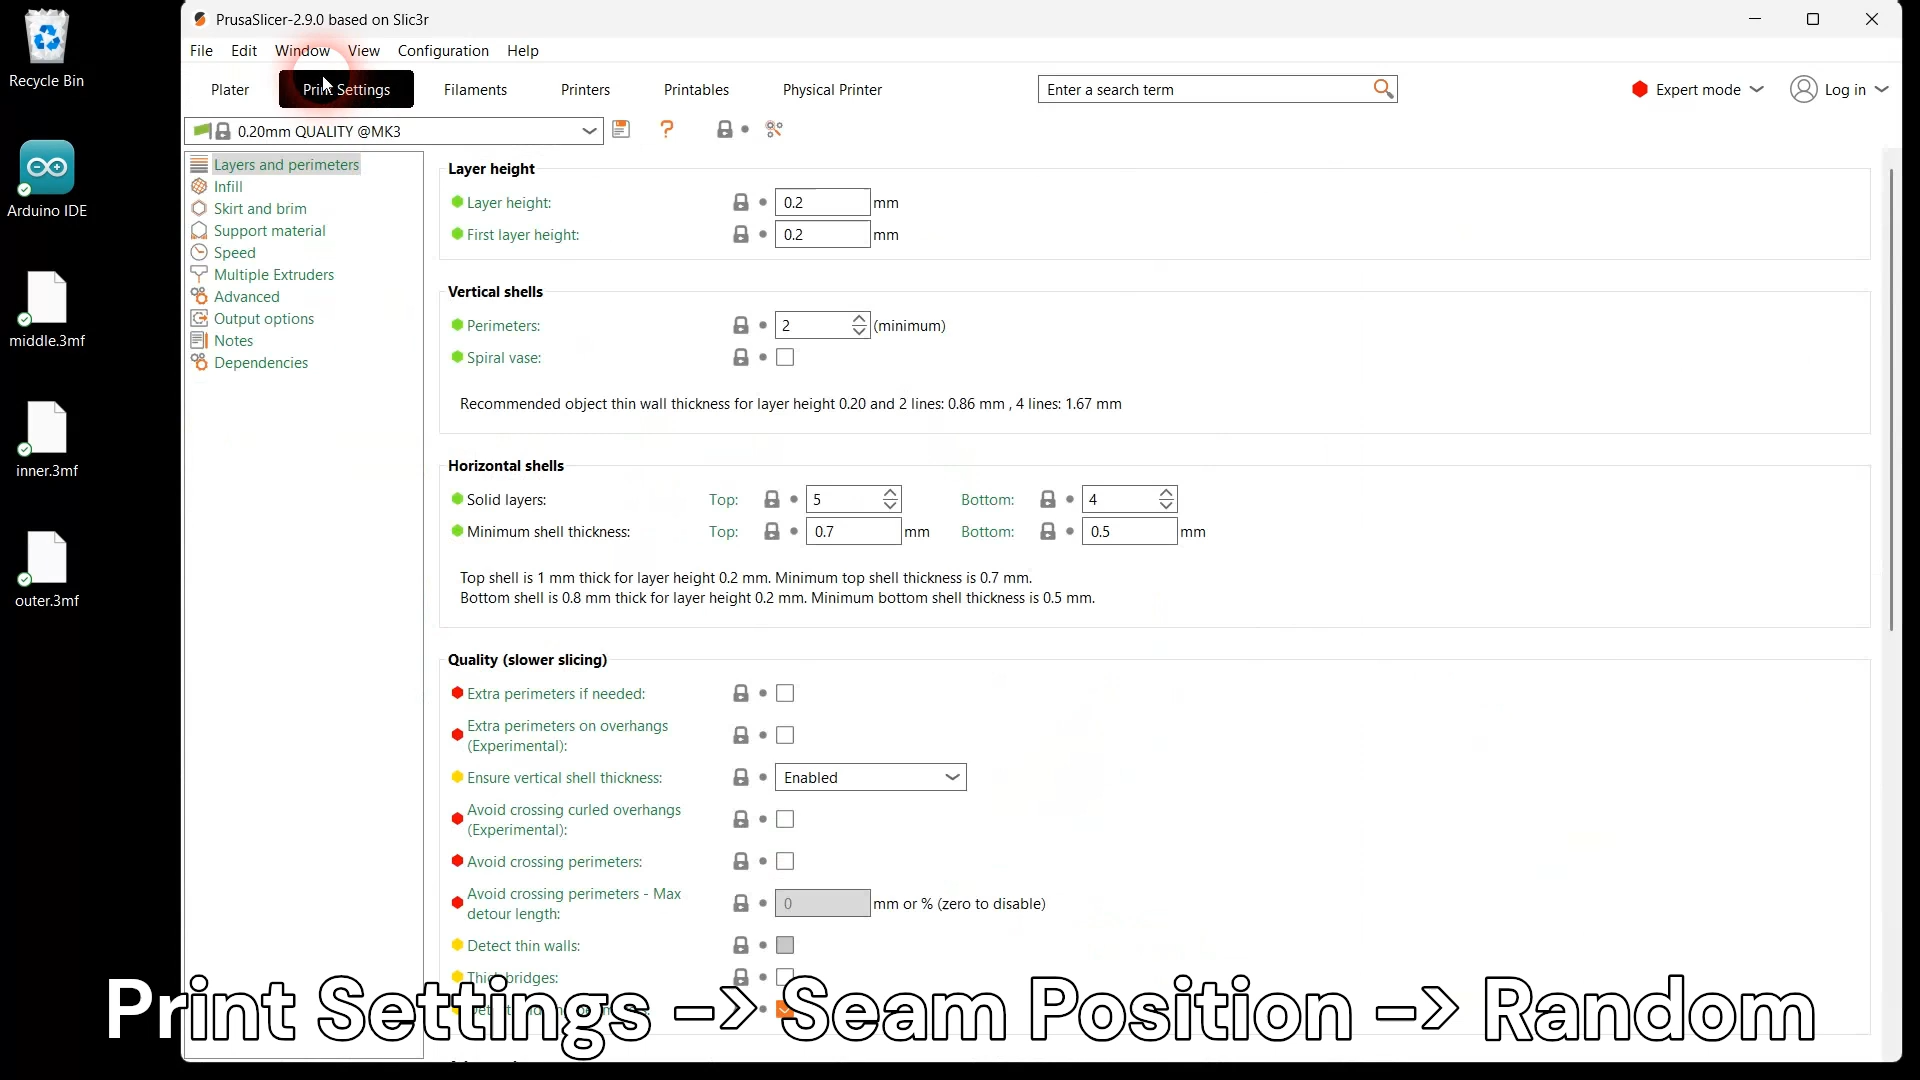 PrusaSlicer-2.9.0 based on Slic3r
File Edit Window View Configuration Help
Recycle Bin
Plater Print Settings Filaments Printers Printables Physical Printer Enter a search term Expert mode Log in
0.20mm QUALITY @MK3
Layers and perimeters
Infill
Skirt and brim
Support material
Speed
Multiple Extruders
Advanced
Output options
Notes
Dependencies
Arduino IDE
middle.3mf
inner.3mf
outer.3mf
Layer height
Layer height: 0.2 mm
First layer height: 0.2 mm
Vertical shells
Perimeters: 2 (minimum)
Spiral vase:
Recommended object thin wall thickness for layer height 0.20 and 2 lines: 0.86 mm , 4 lines: 1.67 mm
Horizontal shells
Solid layers: Top: 5 Bottom: 4
Minimum shell thickness: Top: 0.7 mm Bottom: 0.5 mm
Top shell is 1 mm thick for layer height 0.2 mm. Minimum top shell thickness is 0.7 mm.
Bottom shell is 0.8 mm thick for layer height 0.2 mm. Minimum bottom shell thickness is 0.5 mm.
Quality (slower slicing)
Extra perimeters if needed:
Extra perimeters on overhangs
(Experimental):
Ensure vertical shell thickness: Enabled
Avoid crossing curled overhangs
(Experimental):
Avoid crossing perimeters:
Avoid crossing perimeters - Max
detour length: 0 mm or % (zero to disable)
Detect thin walls:
Thick bridges:
Print Settings -> Seam Position -> Random